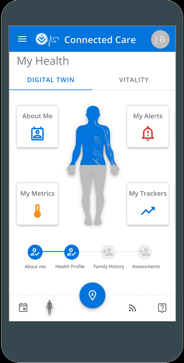 Connected Care
J B
My Health
DIGITAL TWIN
VITALITY
About Me
My Alerts
My Metrics
My Trackers
About me
Health Profile
Family History
Assessments